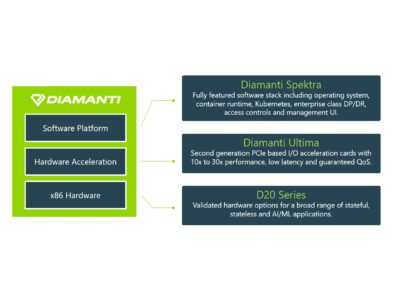 DIAMANTI
Software Platform
Hardware Acceleration
x86 Hardware
Diamanti Spektra
Fully featured software stack including operating system,
container runtime, Kubernetes, enterprise class DP/DR,
access controls and management UI.
Diamanti Ultima
Second generation PCIe based I/O acceleration cards with
10x to 30x performance, low latency and guaranteed QoS.
D20 Series
Validated hardware options for a broad range of stateful,
stateless and AI/ML applications.